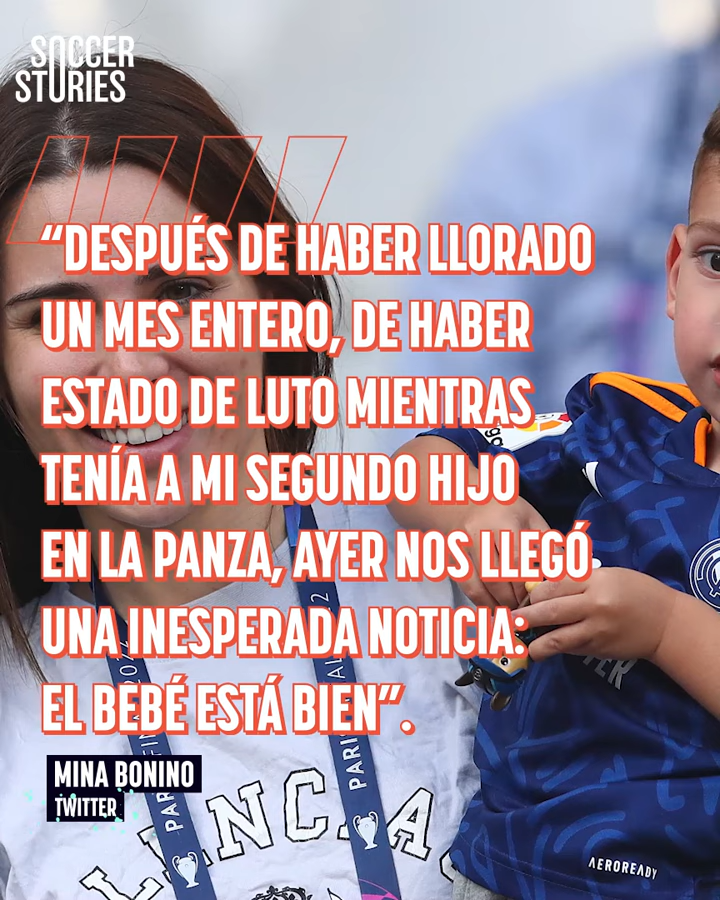 SOCCER
STORIES
“DESPUÉS DE HABER LLORADO
UN MES ENTERO, DE HABER
ESTADO DE LUTO MIENTRAS
TENÍA A MI SEGUNDO HIJO
EN LA PANZA, AYER NOS LLEGÓ
UNA INESPERADA NOTICIA:
EL BEBÉ ESTÁ BIEN”.
MINA BONINO
TWITTER
AEROREADY